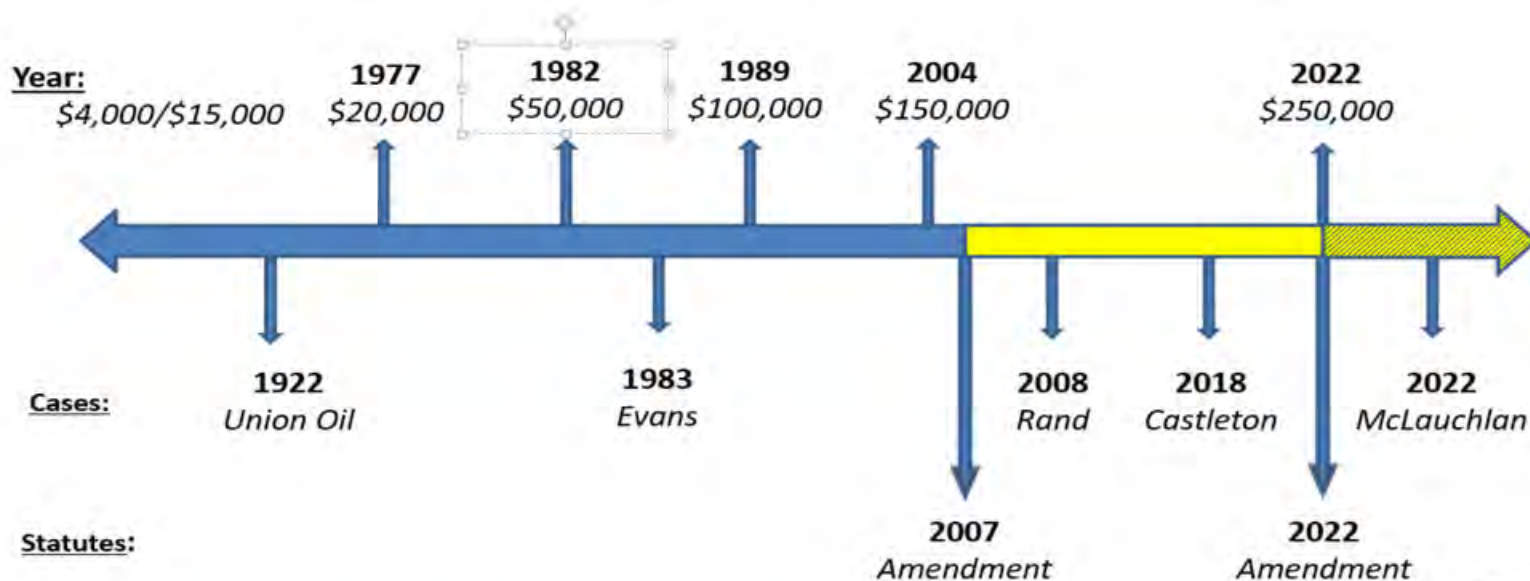 Year:
1977 1982 1989 2004 2022
$4,000/$15,000 $20,000 $50,000 $100,000 $150,000 $250,000
Cases:
1922 1983 2008 2018 2022
Union Oil Evans Rand Castleton McLauchlan
Statutes:
2007 2022
Amendment Amendment